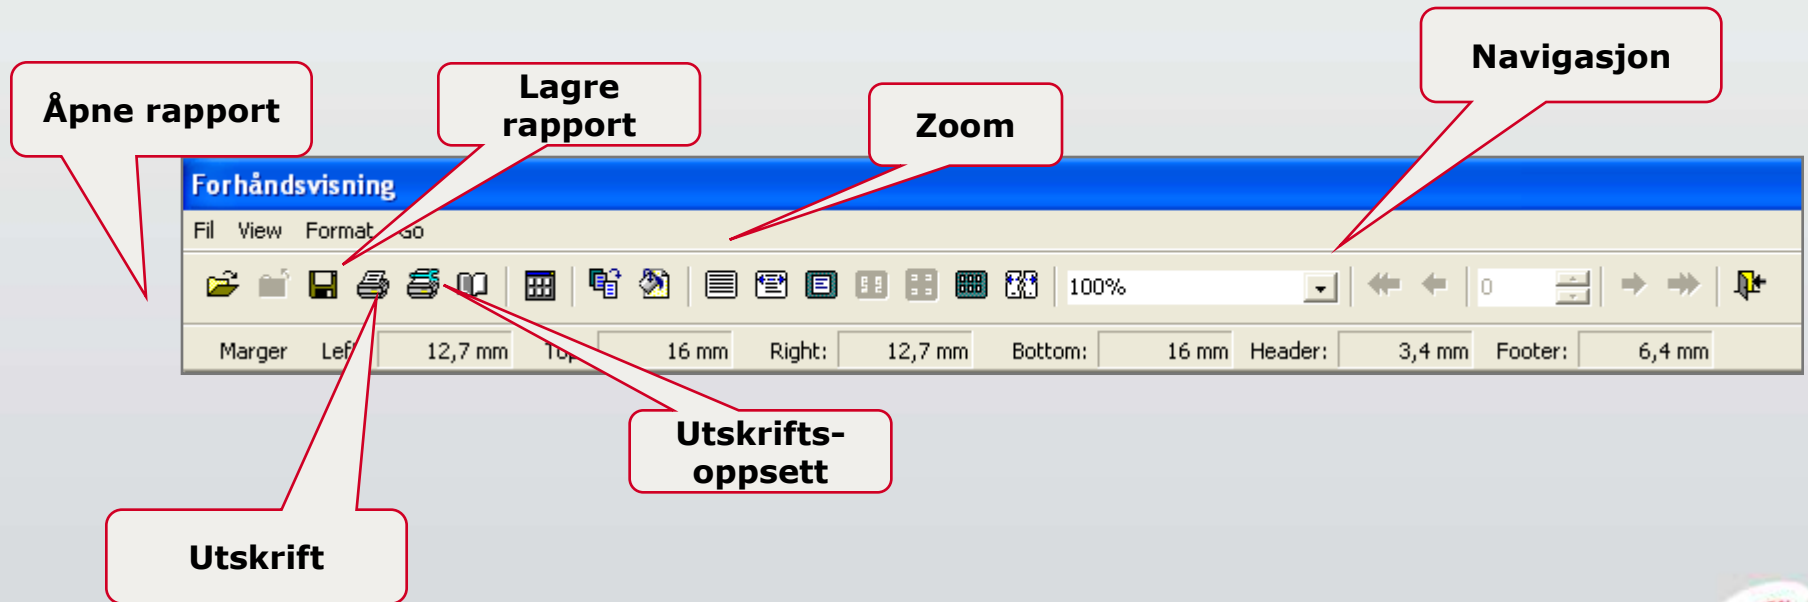 Navigasjon
Åpne rapport
Lagre
rapport
Zoom
Forhåndsvisning
Fil View Format Go
100%
0
Marger Left 12,7 mm Top 16 mm Right: 12,7 mm Bottom: 16 mm Header: 3,4 mm Footer: 6,4 mm
Utskrifts-
oppsett
Utskrift